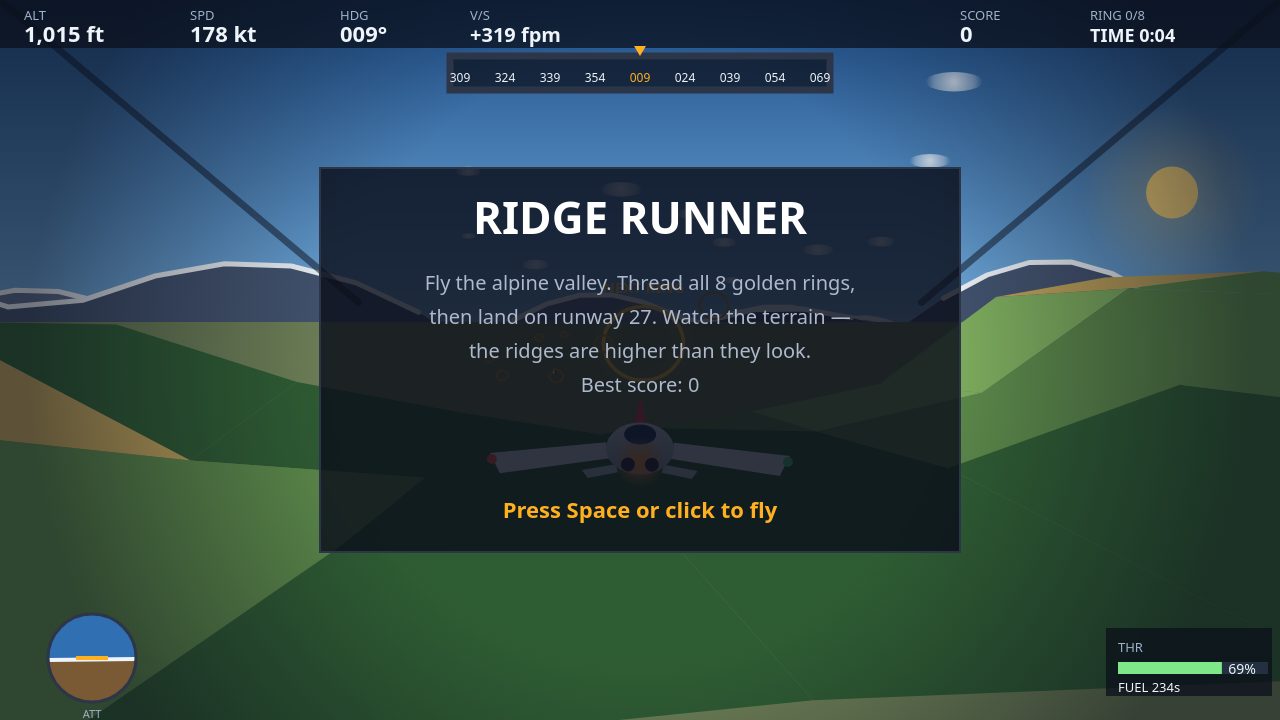 ALT
1,015 ft
SPD
178 kt
HDG
009°
V/S
+319 fpm
SCORE
0
RING 0/8
TIME 0:04
309 324 339 354 009 024 039 054 069
RIDGE RUNNER
Fly the alpine valley. Thread all 8 golden rings,
then land on runway 27. Watch the terrain —
the ridges are higher than they look.
Best score: 0
Press Space or click to fly
ATT
THR
69%
FUEL 234s